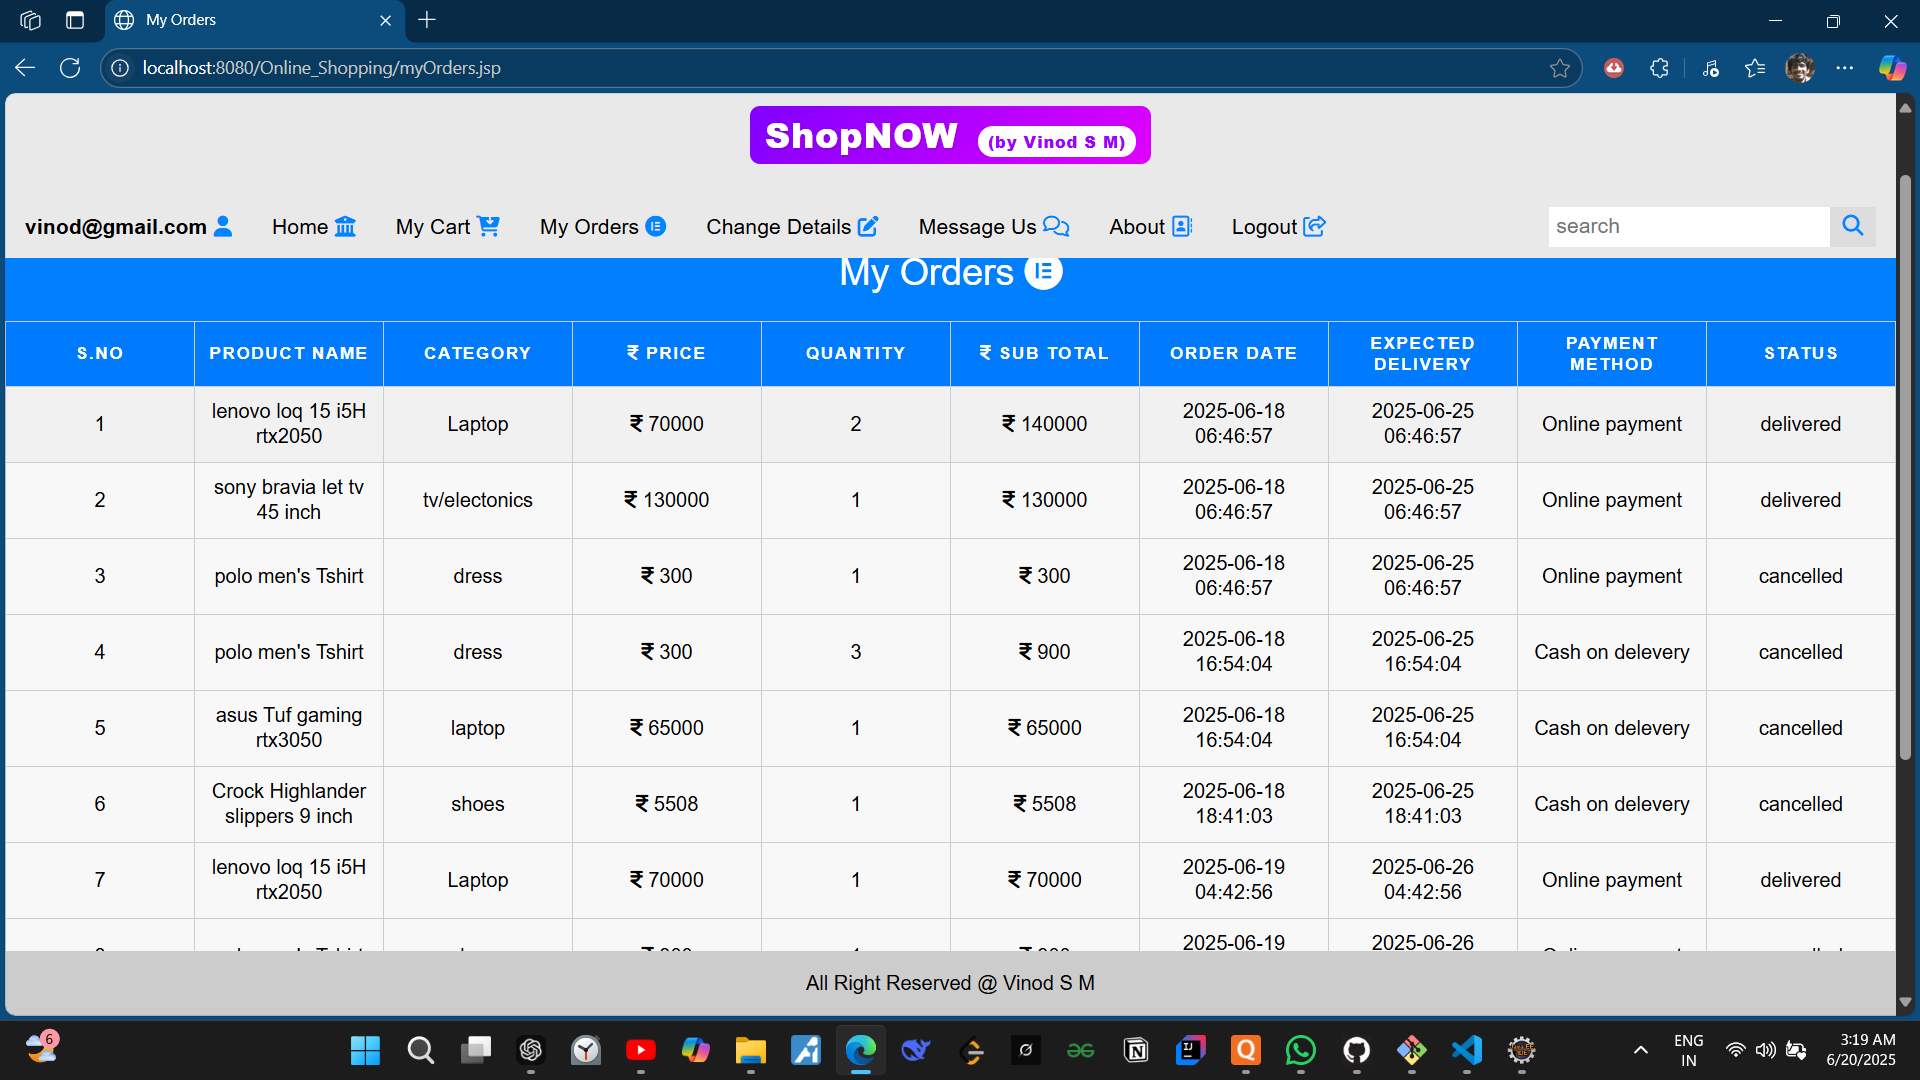 My Orders
localhost:8080/Online_Shopping/myOrders.jsp
ShopNOW (by Vinod S M)
vinod@gmail.com Home My Cart My Orders Change Details Message Us About Logout search
My Orders
S.NO PRODUCT NAME CATEGORY ₹ PRICE QUANTITY ₹ SUB TOTAL ORDER DATE EXPECTED DELIVERY PAYMENT METHOD STATUS
1 lenovo loq 15 i5H rtx2050 Laptop ₹ 70000 2 ₹ 140000 2025-06-18 06:46:57 2025-06-25 06:46:57 Online payment delivered
2 sony bravia let tv 45 inch tv/electonics ₹ 130000 1 ₹ 130000 2025-06-18 06:46:57 2025-06-25 06:46:57 Online payment delivered
3 polo men's Tshirt dress ₹ 300 1 ₹ 300 2025-06-18 06:46:57 2025-06-25 06:46:57 Online payment cancelled
4 polo men's Tshirt dress ₹ 300 3 ₹ 900 2025-06-18 16:54:04 2025-06-25 16:54:04 Cash on delevery cancelled
5 asus Tuf gaming rtx3050 laptop ₹ 65000 1 ₹ 65000 2025-06-18 16:54:04 2025-06-25 16:54:04 Cash on delevery cancelled
6 Crock Highlander slippers 9 inch shoes ₹ 5508 1 ₹ 5508 2025-06-18 18:41:03 2025-06-25 18:41:03 Cash on delevery cancelled
7 lenovo loq 15 i5H rtx2050 Laptop ₹ 70000 1 ₹ 70000 2025-06-19 04:42:56 2025-06-26 04:42:56 Online payment delivered
2025-06-19 2025-06-26
All Right Reserved @ Vinod S M
6
ENG
IN
3:19 AM
6/20/2025